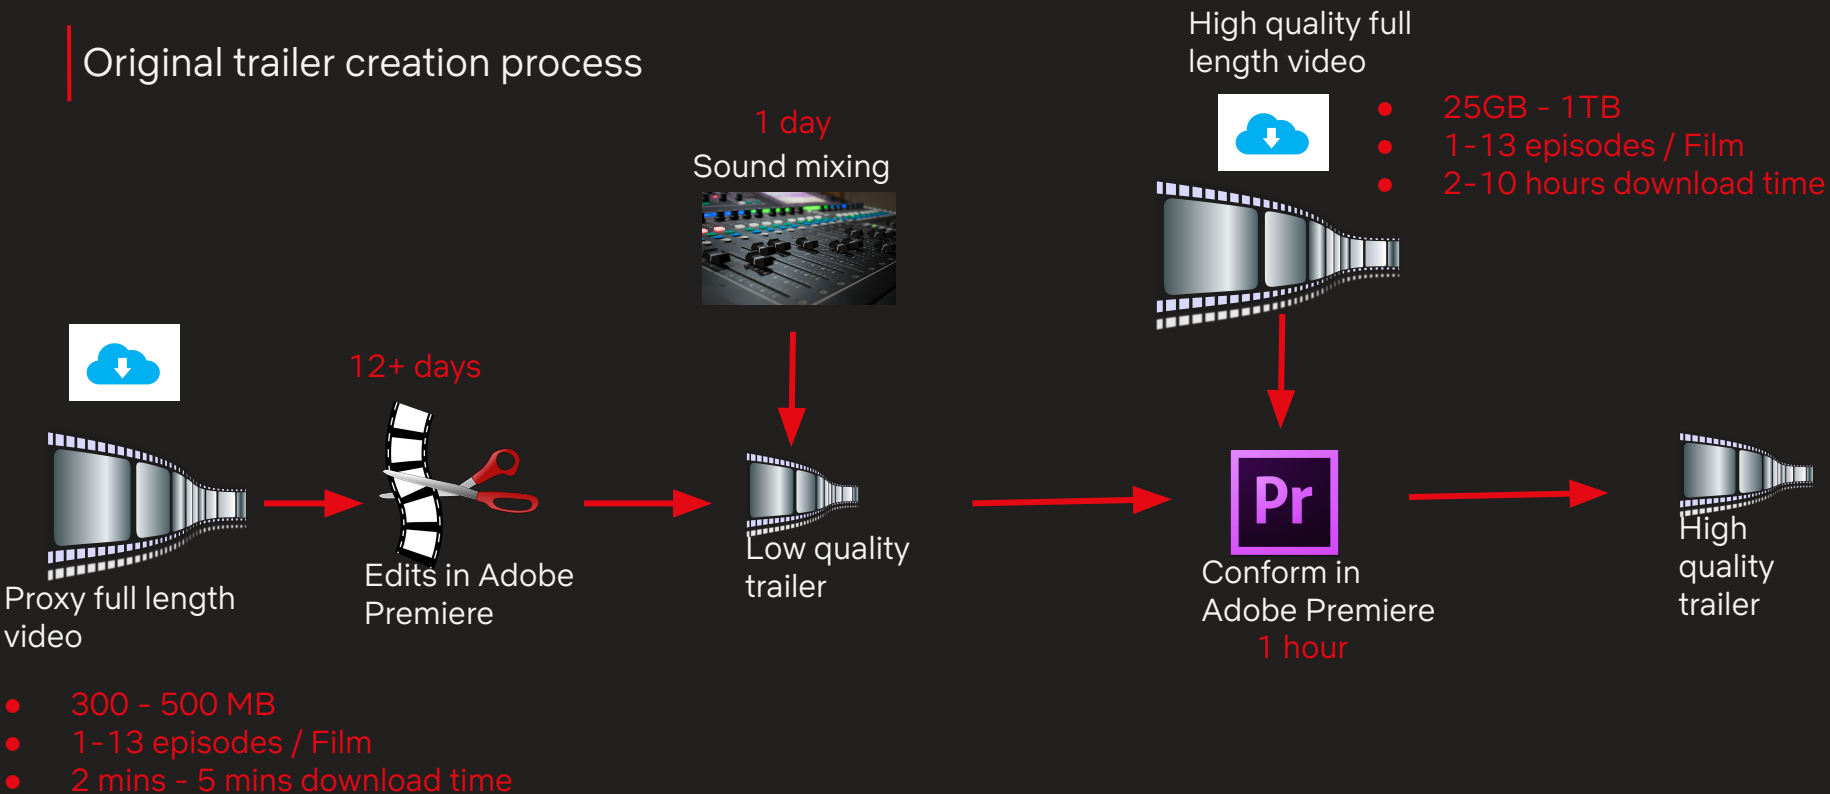 Original trailer creation process
High quality full
length video
● 25GB - 1TB
● 1-13 episodes / Film
● 2-10 hours download time
1 day
Sound mixing
12+ days
Proxy full length
video
Edits in Adobe
Premiere
Low quality
trailer
Pr
Conform in
Adobe Premiere
1 hour
High
quality
trailer
● 300 - 500 MB
● 1-13 episodes / Film
● 2 mins - 5 mins download time